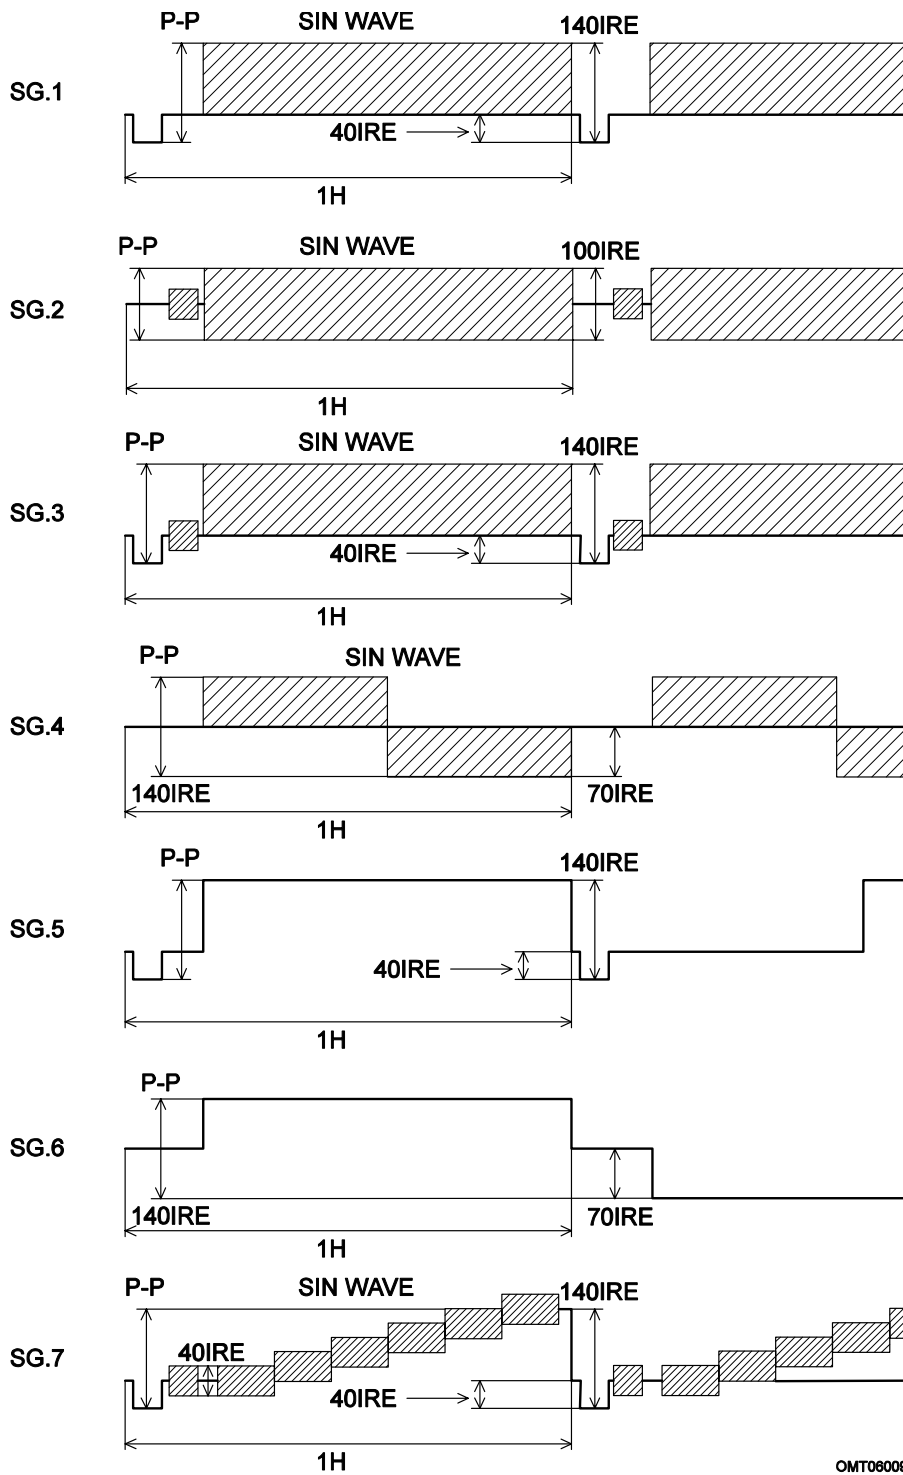 P-P SIN WAVE 140IRE
SG.1
40IRE
1H
P-P SIN WAVE 100IRE
SG.2
1H
P-P SIN WAVE 140IRE
SG.3
40IRE
1H
P-P SIN WAVE
SG.4
140IRE 70IRE
1H
P-P 140IRE
SG.5
40IRE
1H
P-P
SG.6
140IRE 70IRE
1H
P-P SIN WAVE 140IRE
SG.7
40IRE
40IRE
1H
OMT06009